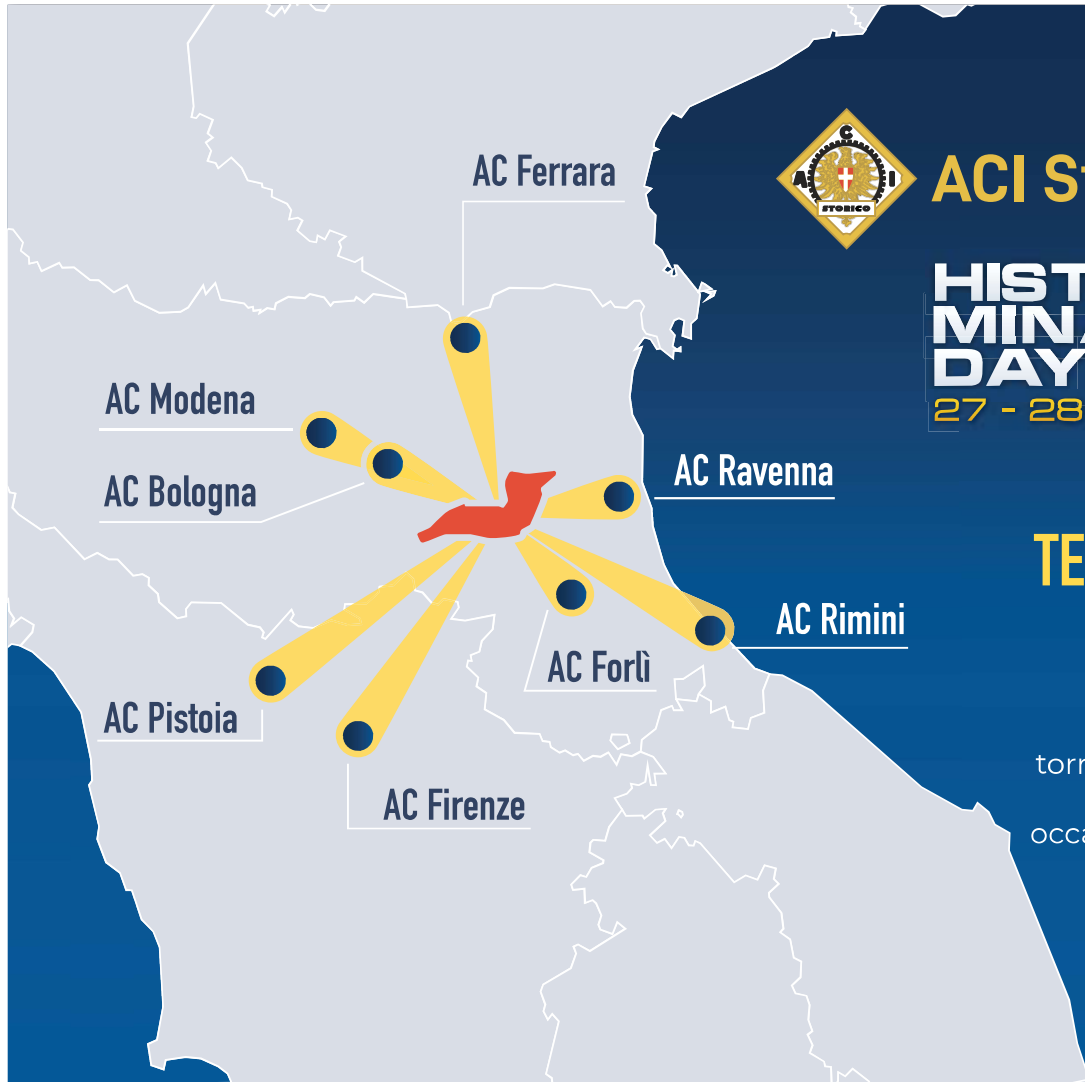 AC Ferrara
A C I
STORICO
ACI St
HIST
MINA
DAY
27 - 28
AC Modena
AC Bologna
AC Ravenna
TE
AC Rimini
AC Forlì
AC Pistoia
torr
AC Firenze
occa